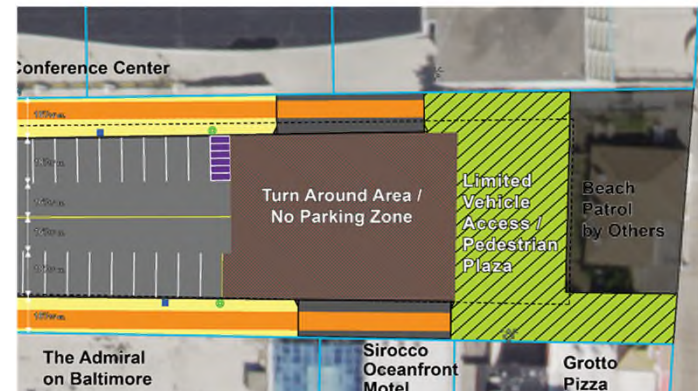 Conference Center
Turn Around Area /
No Parking Zone
Limited
Vehicle
Access /
Pedestrian
Plaza
Beach
Patrol
by Others
The Admiral
on Baltimore
Sirocco
Oceanfront
Motel
Grotto
Pizza